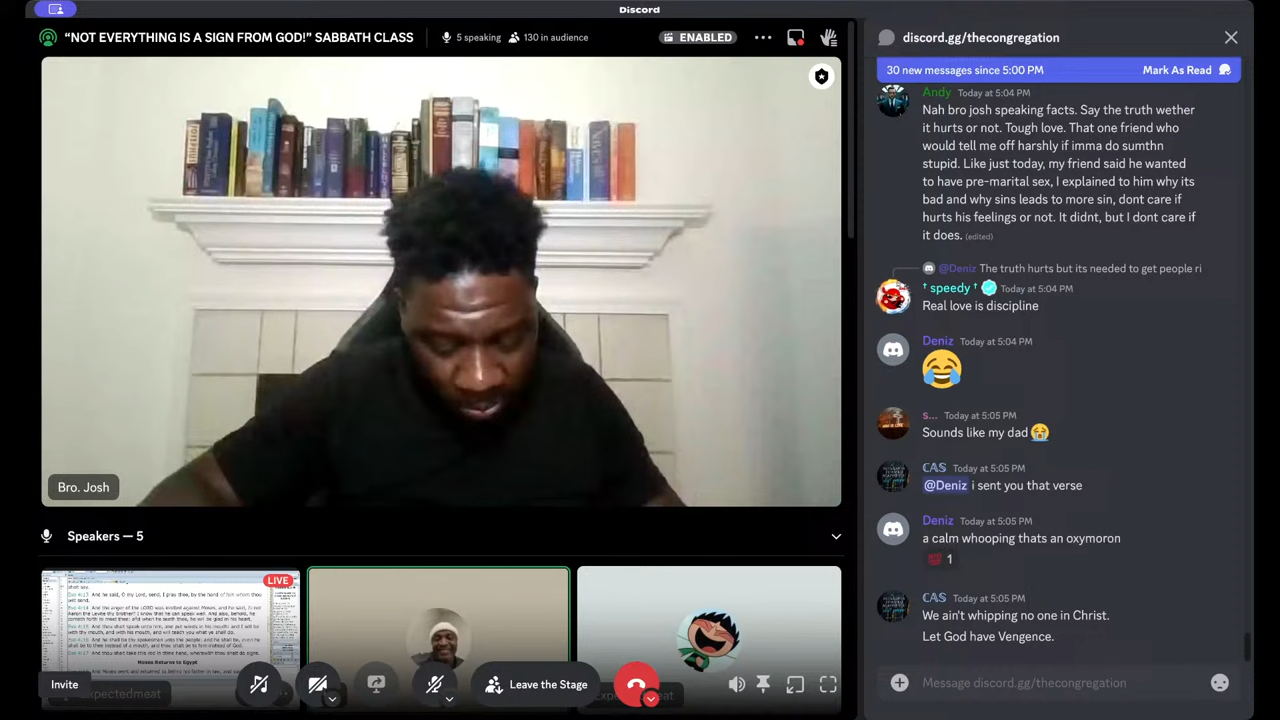 Discord
“NOT EVERYTHING IS A SIGN FROM GOD!” SABBATH CLASS
5 speaking
130 in audience
ENABLED
discord.gg/thecongregation
30 new messages since 5:00 PM
Mark As Read
Andy Today at 5:04 PM
Nah bro josh speaking facts. Say the truth wether
it hurts or not. Tough love. That one friend who
would tell me off harshly if imma do sumthn
stupid. Like just today, my friend said he wanted
to have pre-marital sex, I explained to him why its
bad and why sins leads to more sin, dont care if
hurts his feelings or not. It didnt, but I dont care if
it does. (edited)
@Deniz The truth hurts but its needed to get people ri
† speedy † Today at 5:04 PM
Real love is discipline
Deniz Today at 5:04 PM
😂
s... Today at 5:05 PM
Sounds like my dad😭
ℂ𝔸𝕊 Today at 5:05 PM
@Deniz i sent you that verse
Deniz Today at 5:05 PM
a calm whooping thats an oxymoron
💯 1
ℂ𝔸𝕊 Today at 5:05 PM
We ain't whipping no one in Christ.
Let God have Vengence.
Message discord.gg/thecongregation
Bro. Josh
Speakers — 5
LIVE
Moses Returns to Egypt
Invite
Leave the Stage